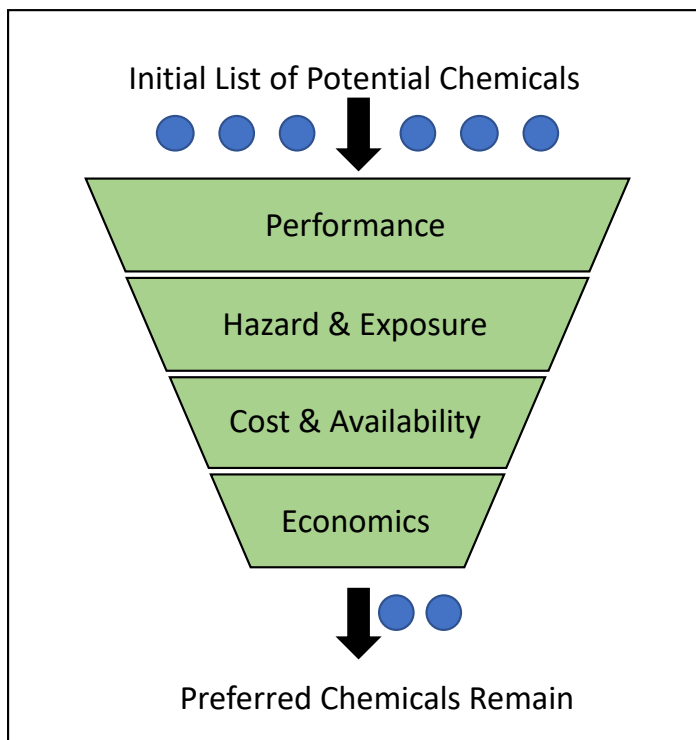 Initial List of Potential Chemicals
Performance
Hazard & Exposure
Cost & Availability
Economics
Preferred Chemicals Remain